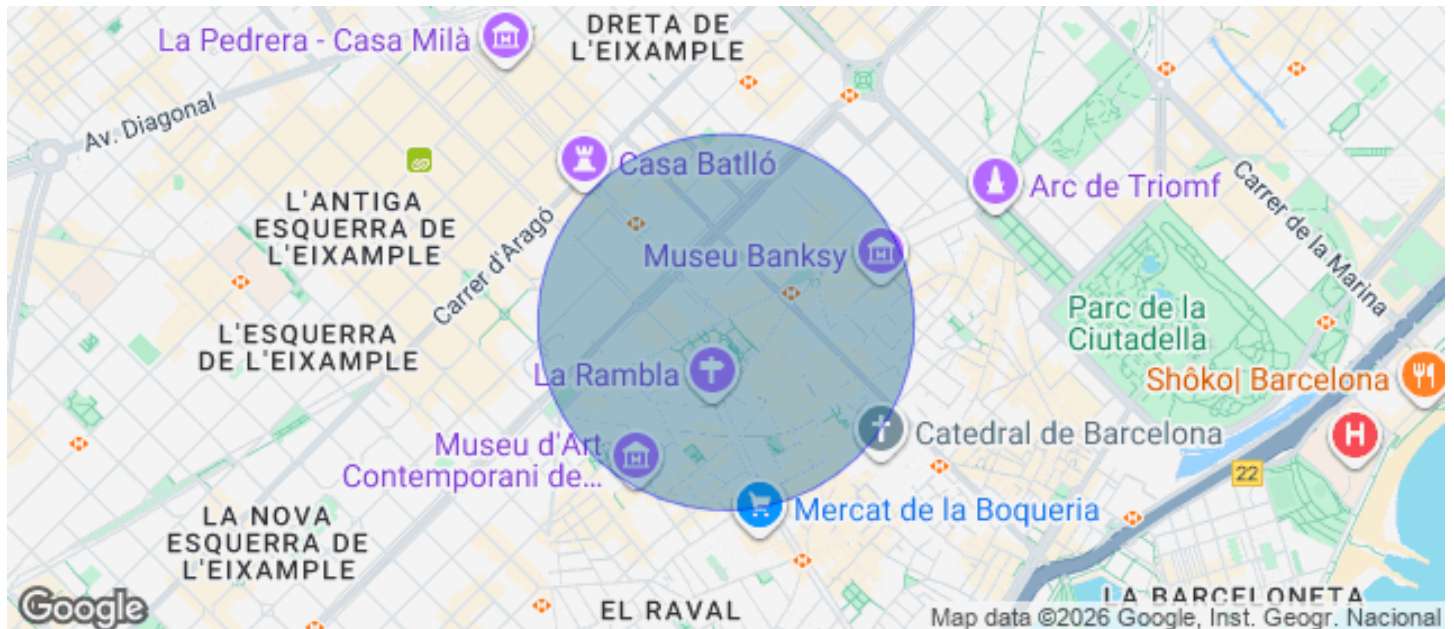 La Pedrera - Casa Milà
DRETA DE
L'EIXAMPLE
Av. Diagonal
Casa Batlló
Arc de Triomf
Carrer de la Marina
L'ANTIGA
ESQUERRA DE
L'EIXAMPLE
Carrer d'Aragó
Museu Banksy
Parc de la
Ciutadella
L'ESQUERRA
DE L'EIXAMPLE
La Rambla
Shôko| Barcelona
H
Museu d'Art
Contemporani de...
Catedral de Barcelona
22
Mercat de la Boqueria
LA NOVA
ESQUERRA DE
L'EIXAMPLE
EL RAVAL
LA BARCELONETA
Google
Map data ©2026 Google, Inst. Geogr. Nacional